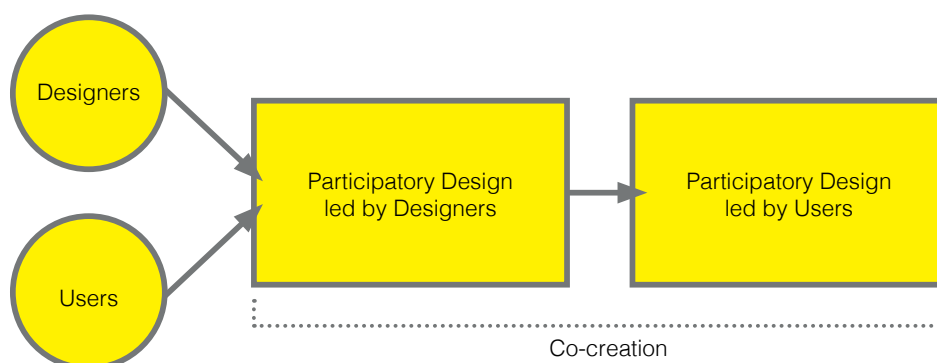 Designers
Users
Participatory Design
led by Designers
Participatory Design
led by Users
Co-creation